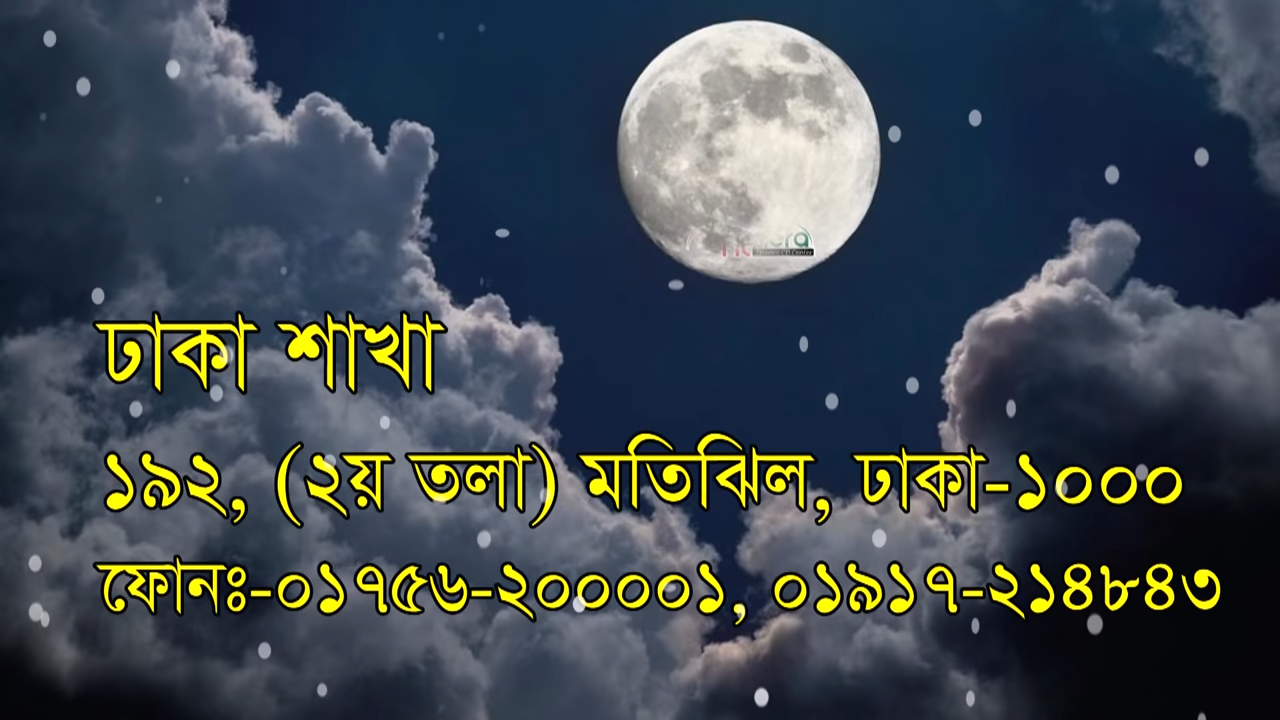 ঢাকা শাখা
১৯২, (২য় তলা) মতিঝিল, ঢাকা-১০০০
ফোনঃ-০১৭৫৬-২০০০০১, ০১৯১৭-২১৪৮৪৩